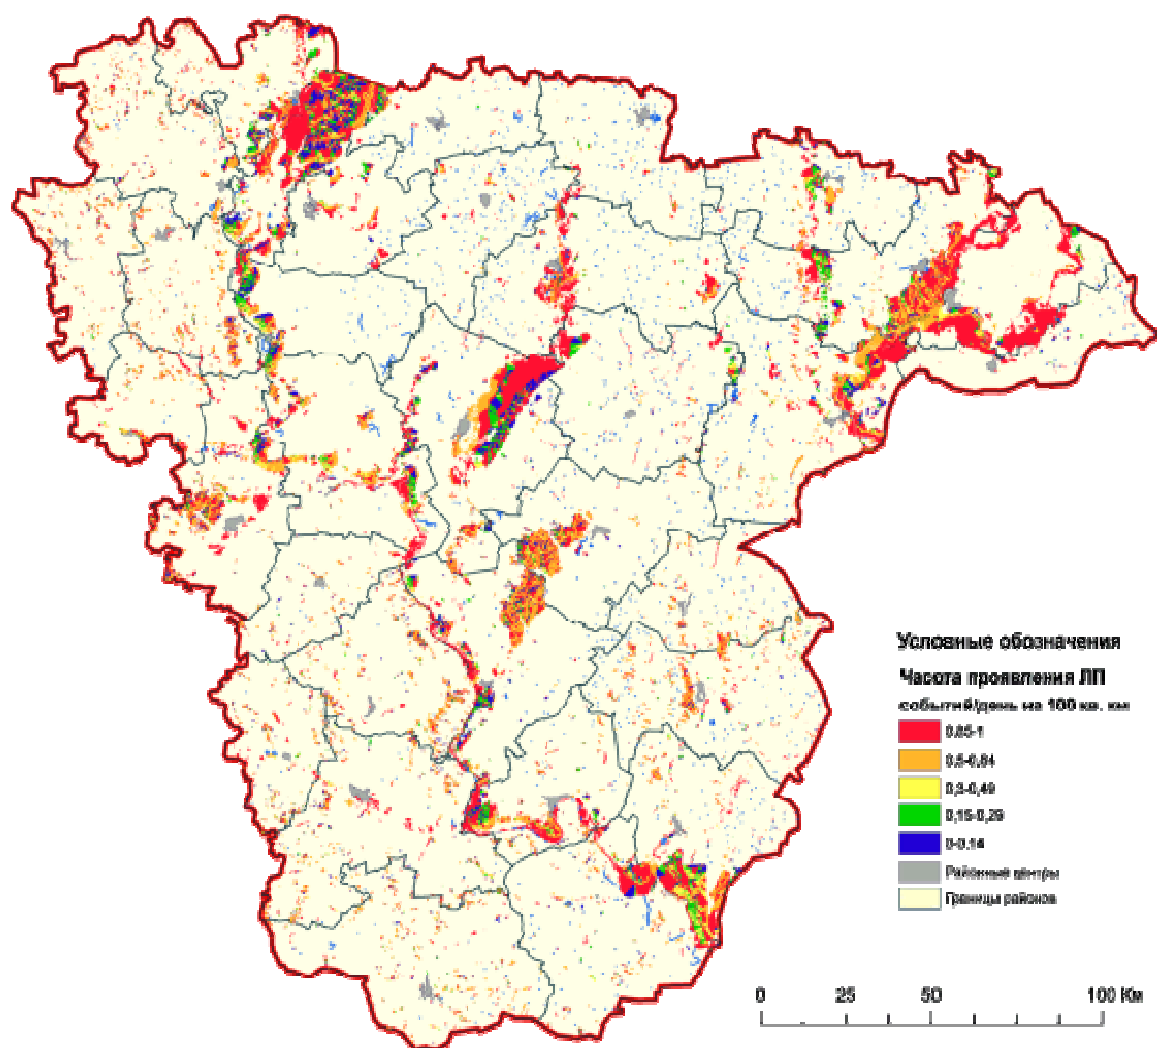 Условные обозначения
Часота проявления ЛП
событий/день на 100 кв. км
0,85-1
0,5-0,84
0,3-0,49
0,15-0,29
0-0.14
Районные центры
Границы районов
0 25 50 100 Км